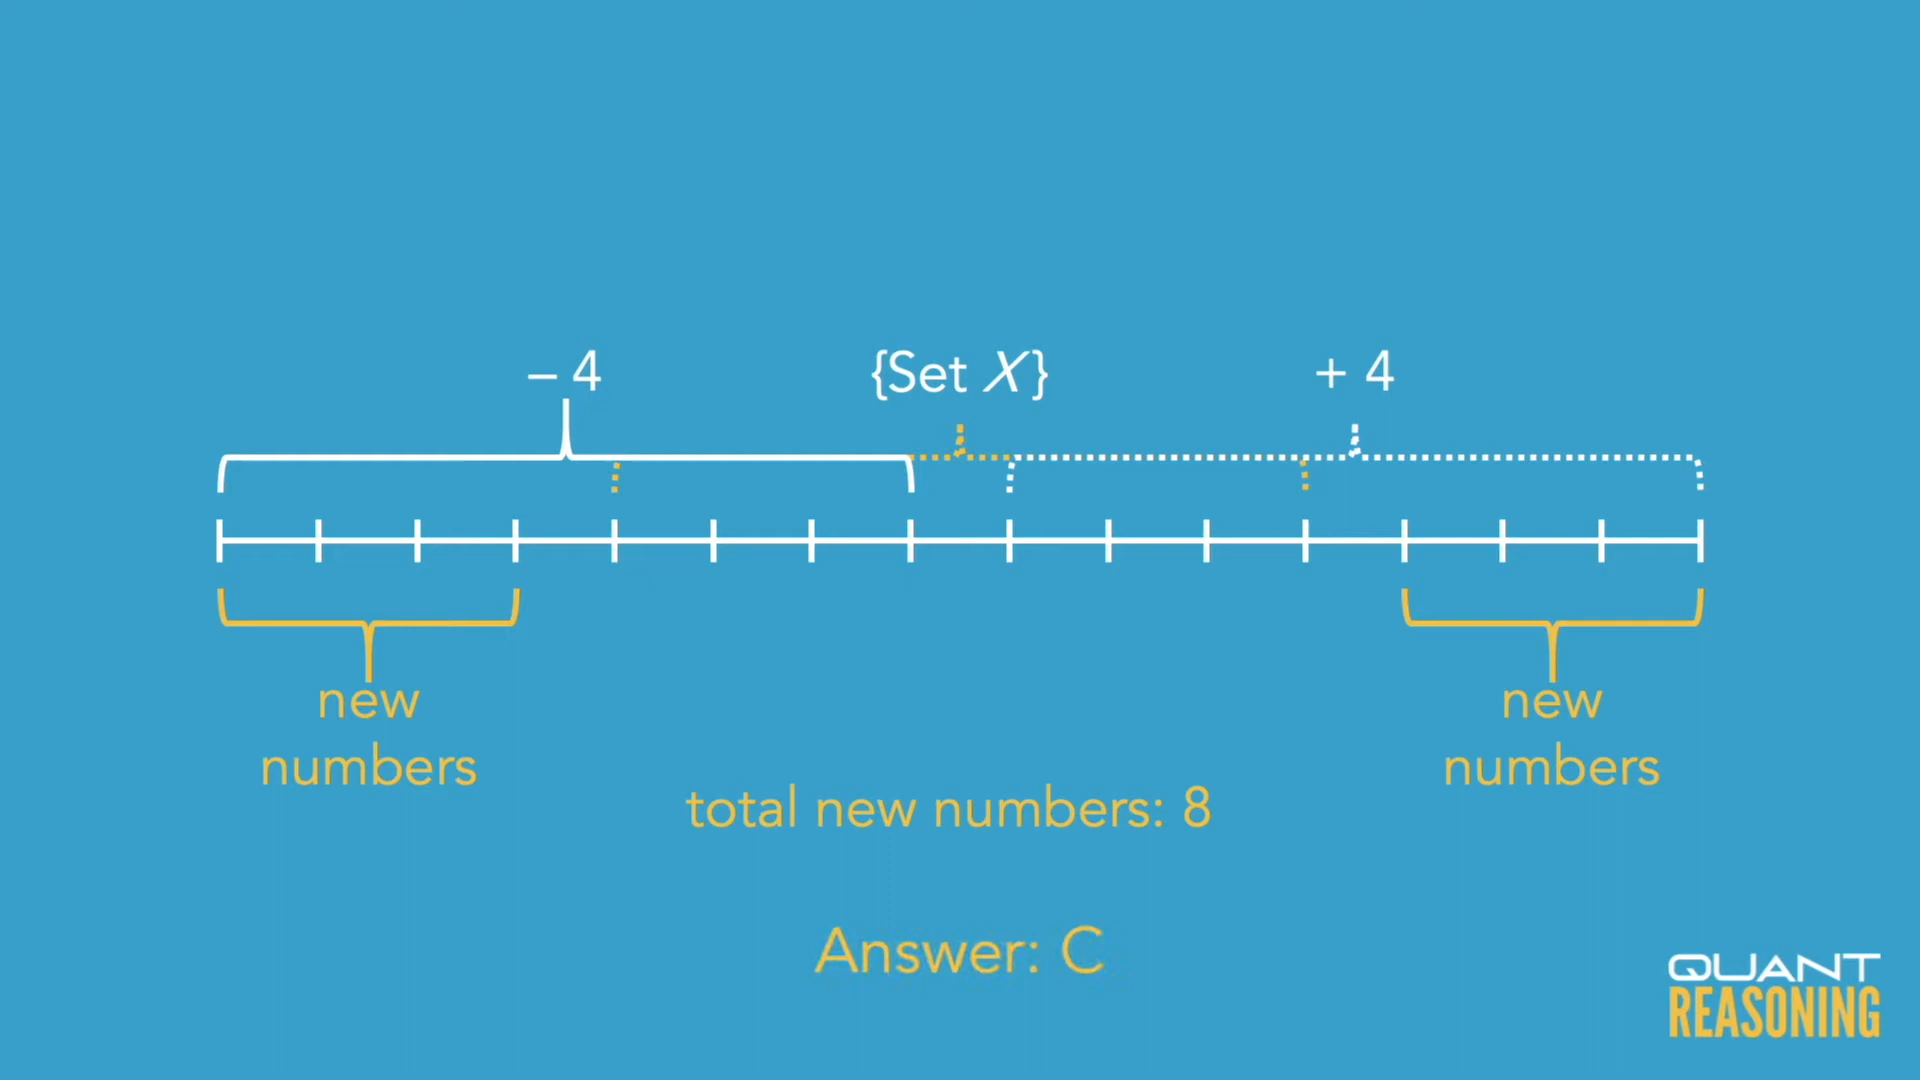 – 4
{Set X}
+ 4
new
numbers
new
numbers
total new numbers: 8
Answer: C
QUANT
REASONING